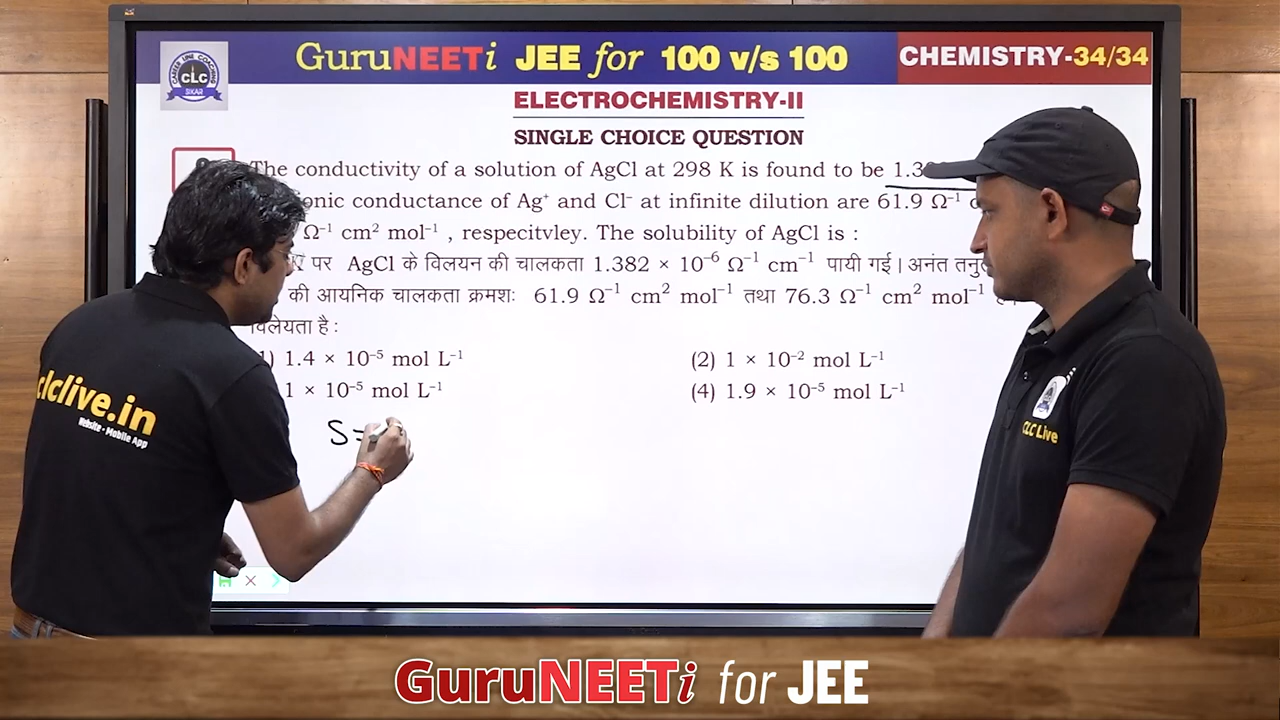 GuruNEETi JEE for 100 v/s 100
CHEMISTRY-34/34
CLC
SIKAR
ELECTROCHEMISTRY-II
SINGLE CHOICE QUESTION
The conductivity of a solution of AgCl at 298 K is found to be
conductance of Ag⁺ and Cl⁻ at infinite dilution are 61.9 Ω⁻¹
Ω⁻¹ cm² mol⁻¹ , respecitvley. The solubility of AgCl is :
पर AgCl के विलयन की चालकता 1.382 × 10⁻⁶ Ω⁻¹ cm⁻¹ पायी गई। अनंत
की आयनिक चालकता क्रमशः 61.9 Ω⁻¹ cm² mol⁻¹ तथा 76.3 Ω⁻¹ cm² mol⁻¹
विलेयता है :
1) 1.4 × 10⁻⁵ mol L⁻¹ (2) 1 × 10⁻² mol L⁻¹
1 × 10⁻⁵ mol L⁻¹ (4) 1.9 × 10⁻⁵ mol L⁻¹
S=
clclive.in
Website - Mobile App
CLC Live
GuruNEETi for JEE